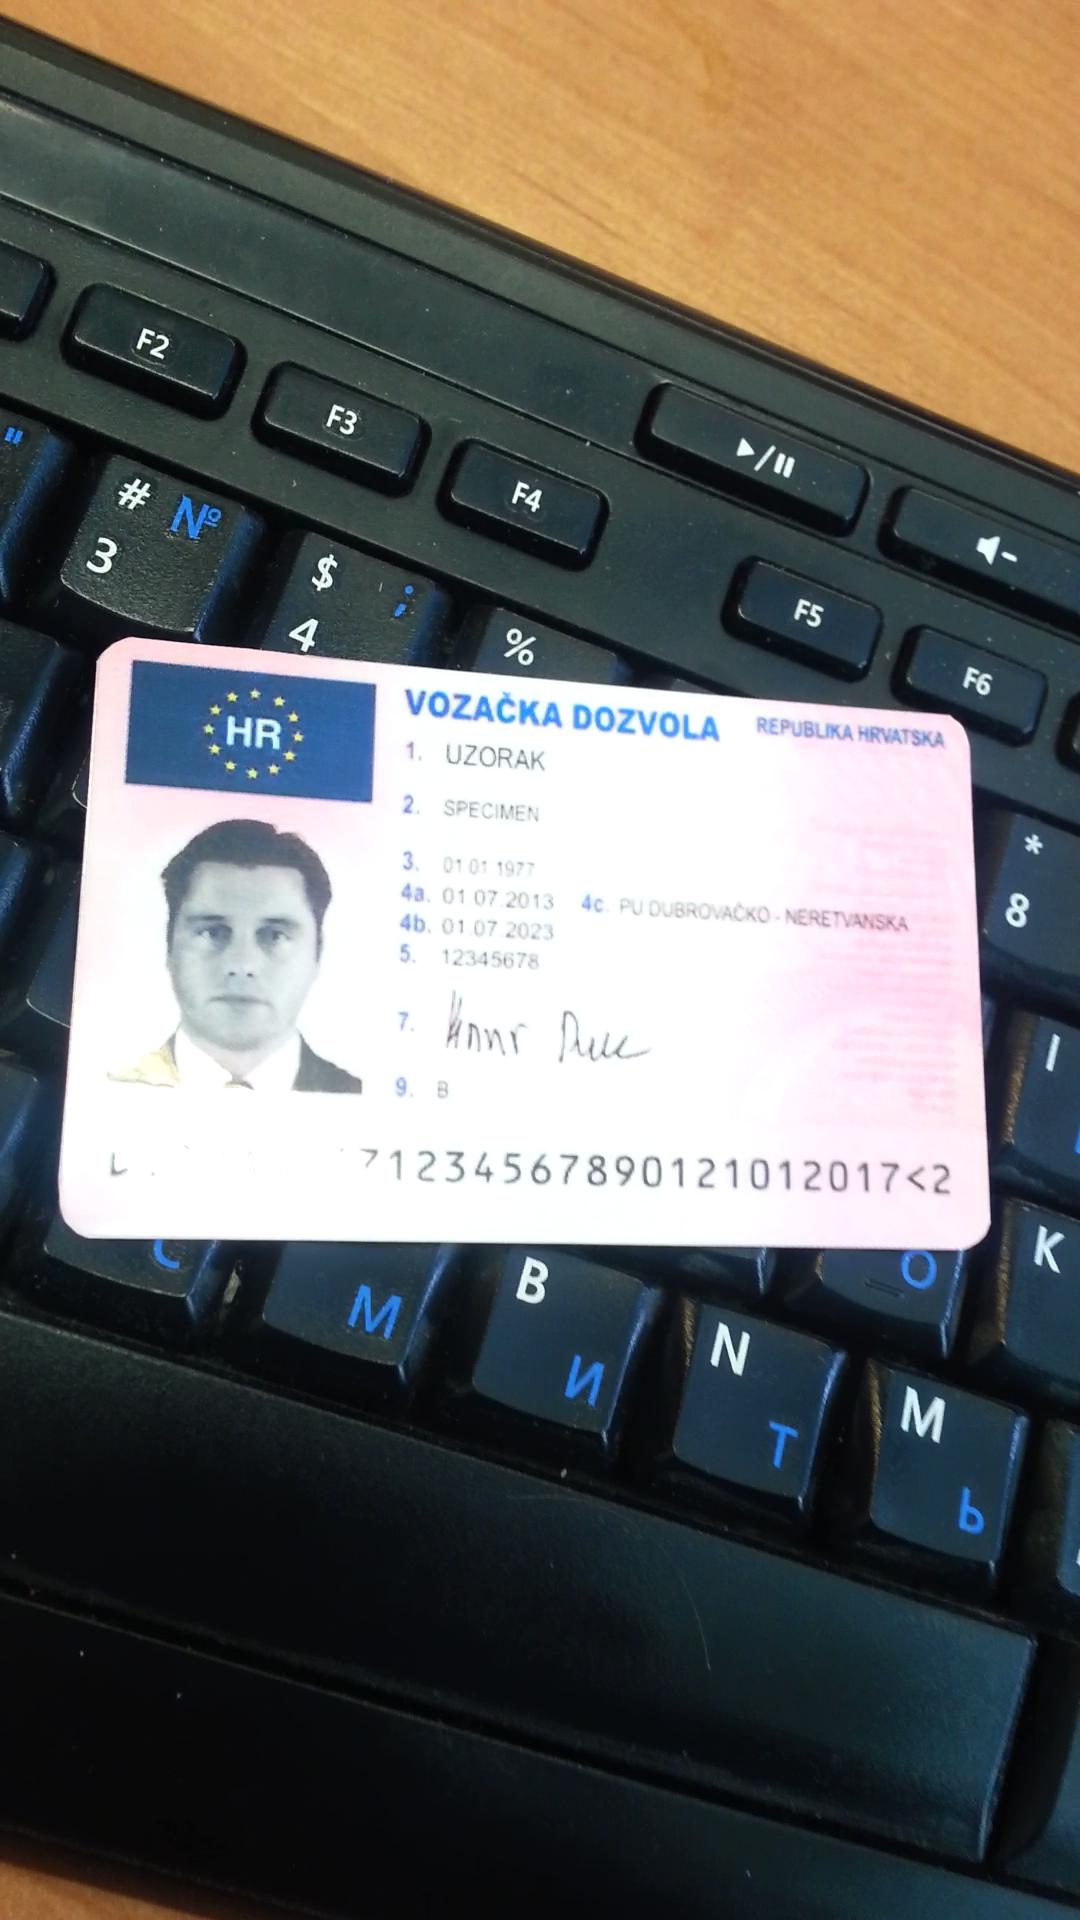 F2
F3
F4
▶/II
F5
F6
"
# №
3
$ ;
4
%
*
8
HR
VOZAČKA DOZVOLA REPUBLIKA HRVATSKA
1. UZORAK
2. SPECIMEN
3. 01 01 1977
4a. 01 07 2013 4c. PU DUBROVAČKO - NERETVANSKA
4b. 01 07 2023
5. 12345678
7.
9. B
71234567890121012017<2
I
K
О
С
М
B
И
N
Т
M
Ь